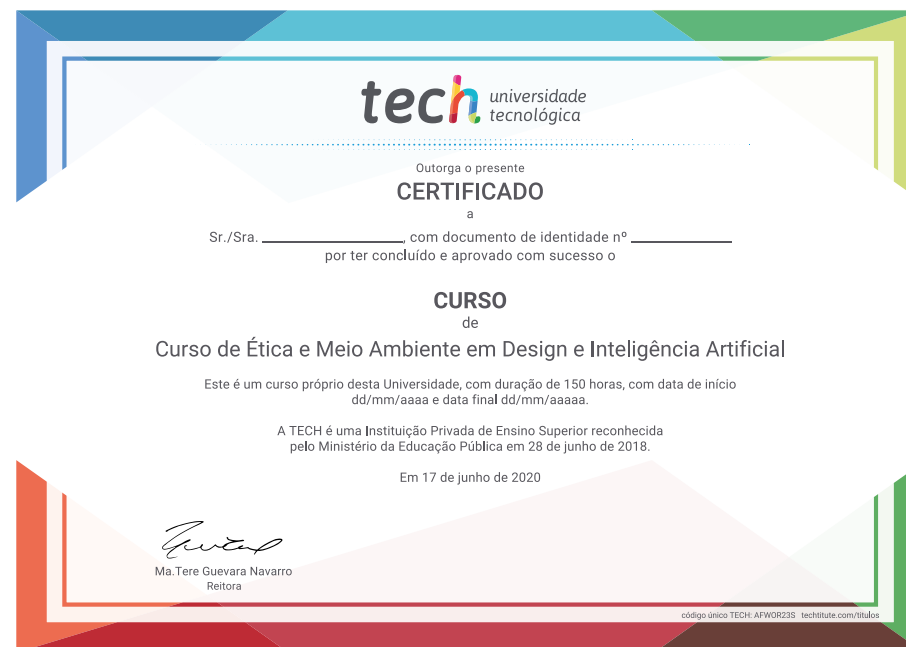 tech universidade
tecnológica
Outorga o presente
CERTIFICADO
a
Sr./Sra. ____________, com documento de identidade nº ____________
por ter concluído e aprovado com sucesso o
CURSO
de
Curso de Ética e Meio Ambiente em Design e Inteligência Artificial
Este é um curso próprio desta Universidade, com duração de 150 horas, com data de início
dd/mm/aaaa e data final dd/mm/aaaaa.
A TECH é uma Instituição Privada de Ensino Superior reconhecida
pelo Ministério da Educação Pública em 28 de junho de 2018.
Em 17 de junho de 2020
Ma.Tere Guevara Navarro
Reitora
código único TECH: AFWOR23S techtitute.com/títulos